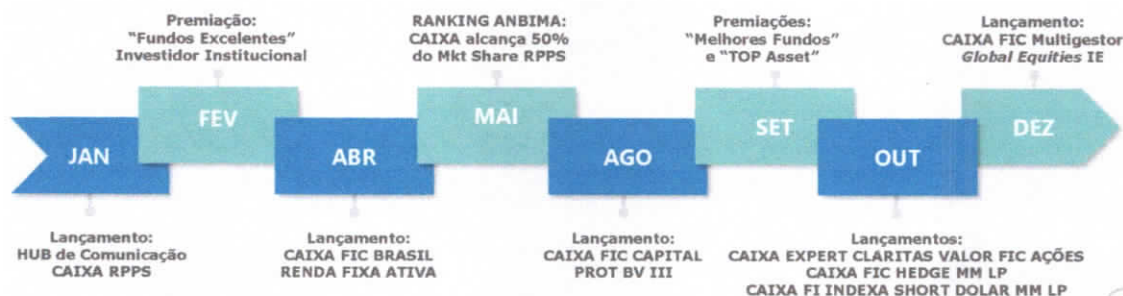 Premiação:
“Fundos Excelentes”
Investidor Institucional
RANKING ANBIMA:
CAIXA alcança 50%
do Mkt Share RPPS
Premiações:
“Melhores Fundos”
e “TOP Asset”
Lançamento:
CAIXA FIC Multigestor
Global Equities IE
JAN
FEV
ABR
MAI
AGO
SET
OUT
DEZ
Lançamento:
HUB de Comunicação
CAIXA RPPS
Lançamento:
CAIXA FIC BRASIL
RENDA FIXA ATIVA
Lançamento:
CAIXA FIC CAPITAL
PROT BV III
Lançamentos:
CAIXA EXPERT CLARITAS VALOR FIC AÇÕES
CAIXA FIC HEDGE MM LP
CAIXA FI INDEXA SHORT DOLAR MM LP